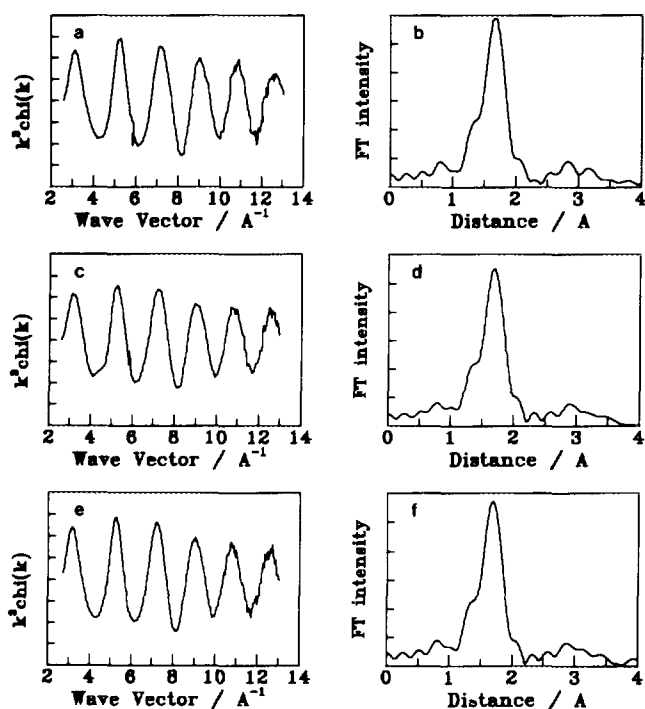 a
k³chi(k)
2 4 6 8 10 12 14
Wave Vector / A⁻¹
b
FT intensity
0 1 2 3 4
Distance / A
c
k³chi(k)
2 4 6 8 10 12 14
Wave Vector / A⁻¹
d
FT intensity
0 1 2 3 4
Distance / A
e
k³chi(k)
2 4 6 8 10 12 14
Wave Vector / A⁻¹
f
FT intensity
0 1 2 3 4
Distance / A